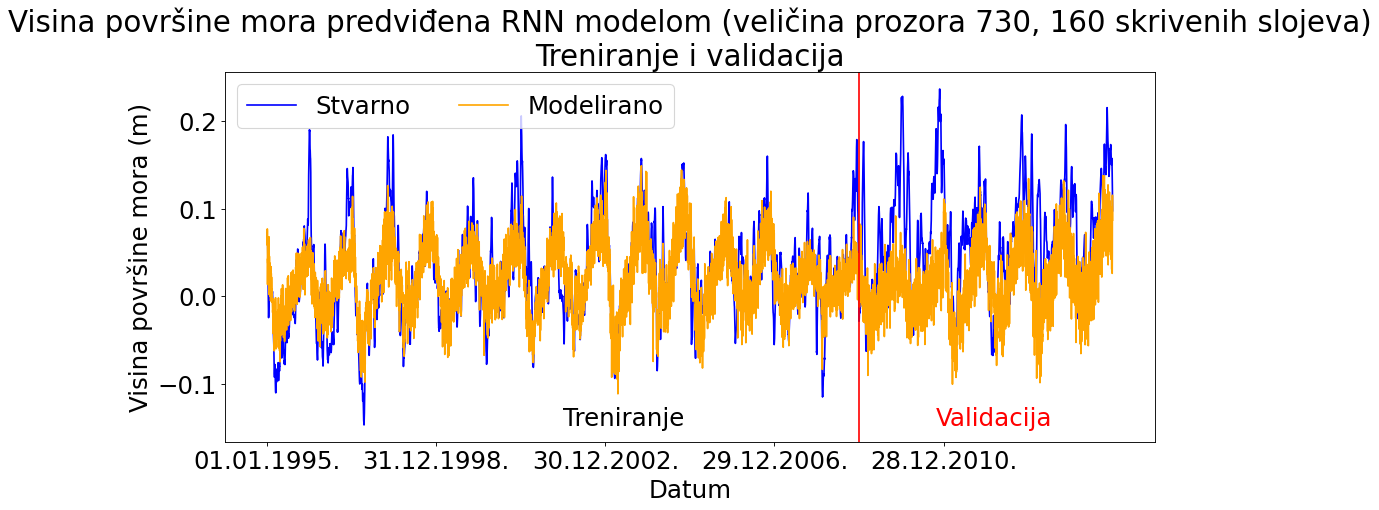 Visina površine mora predviđena RNN modelom (veličina prozora 730, 160 skrivenih slojeva)
Treniranje i validacija
Stvarno
Modelirano
Visina površine mora (m)
0.2
0.1
0.0
−0.1
Treniranje
Validacija
01.01.1995.
31.12.1998.
30.12.2002.
29.12.2006.
28.12.2010.
Datum